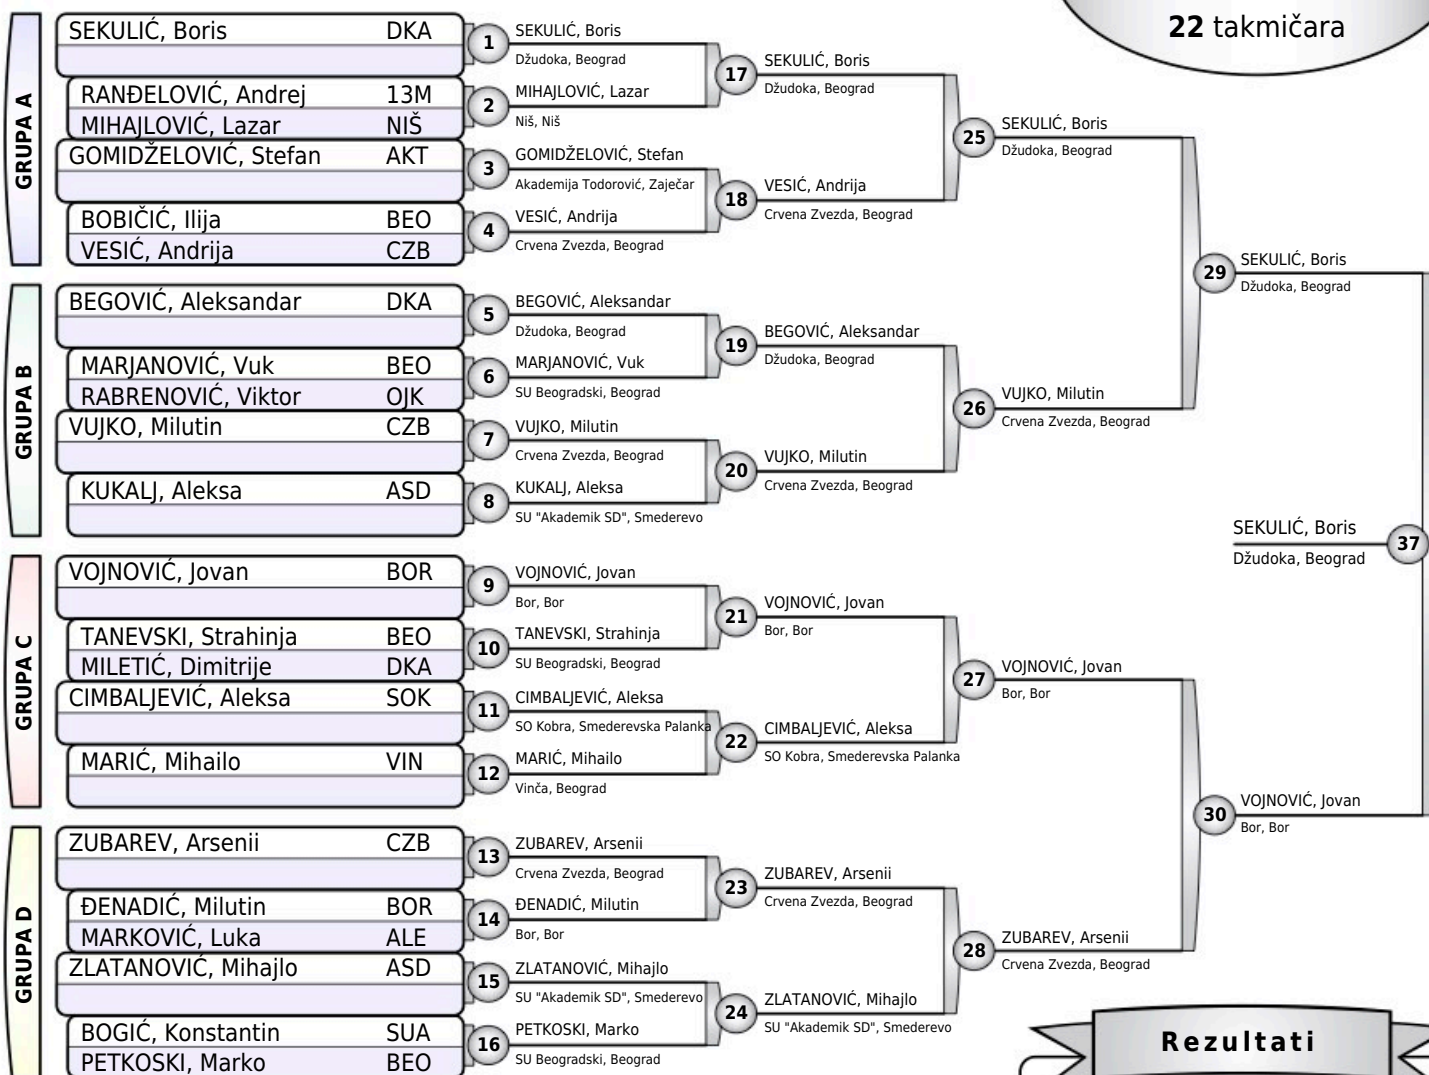 22 takmičara
GRUPA A
SEKULIĆ, Boris DKA
RANĐELOVIĆ, Andrej 13M
MIHAJLOVIĆ, Lazar NIŠ
GOMIDŽELOVIĆ, Stefan AKT
BOBIČIĆ, Ilija BEO
VESIĆ, Andrija CZB
GRUPA B
BEGOVIĆ, Aleksandar DKA
MARJANOVIĆ, Vuk BEO
RABRENOVIĆ, Viktor OJK
VUJKO, Milutin CZB
KUKALJ, Aleksa ASD
GRUPA C
VOJNOVIĆ, Jovan BOR
TANEVSKI, Strahinja BEO
MILETIĆ, Dimitrije DKA
CIMBALJEVIĆ, Aleksa SOK
MARIĆ, Mihailo VIN
GRUPA D
ZUBAREV, Arsenii CZB
ĐENADIĆ, Milutin BOR
MARKOVIĆ, Luka ALE
ZLATANOVIĆ, Mihajlo ASD
BOGIĆ, Konstantin SUA
PETKOSKI, Marko BEO
1 SEKULIĆ, Boris
Džudoka, Beograd
2 MIHAJLOVIĆ, Lazar
Niš, Niš
3 GOMIDŽELOVIĆ, Stefan
Akademija Todorović, Zaječar
4 VESIĆ, Andrija
Crvena Zvezda, Beograd
5 BEGOVIĆ, Aleksandar
Džudoka, Beograd
6 MARJANOVIĆ, Vuk
SU Beogradski, Beograd
7 VUJKO, Milutin
Crvena Zvezda, Beograd
8 KUKALJ, Aleksa
SU "Akademik SD", Smederevo
9 VOJNOVIĆ, Jovan
Bor, Bor
10 TANEVSKI, Strahinja
SU Beogradski, Beograd
11 CIMBALJEVIĆ, Aleksa
SO Kobra, Smederevska Palanka
12 MARIĆ, Mihailo
Vinča, Beograd
13 ZUBAREV, Arsenii
Crvena Zvezda, Beograd
14 ĐENADIĆ, Milutin
Bor, Bor
15 ZLATANOVIĆ, Mihajlo
SU "Akademik SD", Smederevo
16 PETKOSKI, Marko
SU Beogradski, Beograd
17 SEKULIĆ, Boris
Džudoka, Beograd
18 VESIĆ, Andrija
Crvena Zvezda, Beograd
19 BEGOVIĆ, Aleksandar
Džudoka, Beograd
20 VUJKO, Milutin
Crvena Zvezda, Beograd
21 VOJNOVIĆ, Jovan
Bor, Bor
22 CIMBALJEVIĆ, Aleksa
SO Kobra, Smederevska Palanka
23 ZUBAREV, Arsenii
Crvena Zvezda, Beograd
24 ZLATANOVIĆ, Mihajlo
SU "Akademik SD", Smederevo
25 SEKULIĆ, Boris
Džudoka, Beograd
26 VUJKO, Milutin
Crvena Zvezda, Beograd
27 VOJNOVIĆ, Jovan
Bor, Bor
28 ZUBAREV, Arsenii
Crvena Zvezda, Beograd
29 SEKULIĆ, Boris
Džudoka, Beograd
30 VOJNOVIĆ, Jovan
Bor, Bor
SEKULIĆ, Boris 37
Džudoka, Beograd
Rezultati